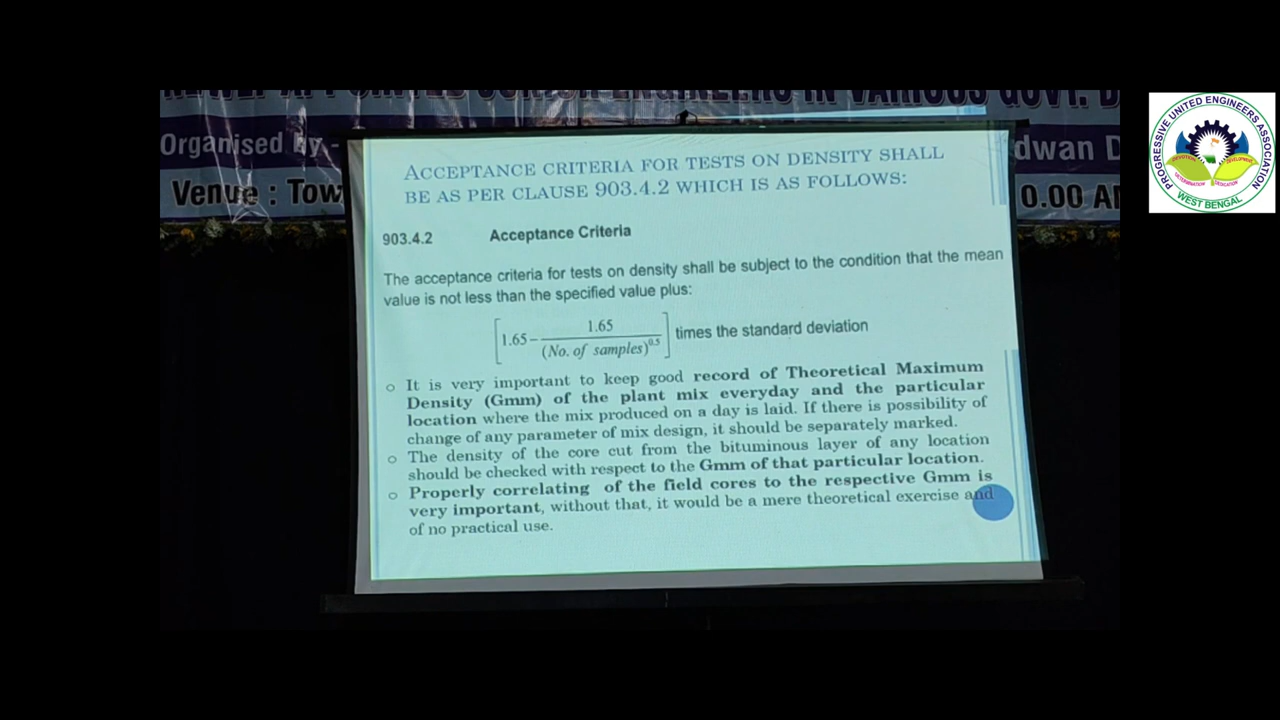 Organised By -
dwan D
Venue : Tow
0.00 A
ACCEPTANCE CRITERIA FOR TESTS ON DENSITY SHALL
BE AS PER CLAUSE 903.4.2 WHICH IS AS FOLLOWS:
903.4.2 Acceptance Criteria
The acceptance criteria for tests on density shall be subject to the condition that the mean
value is not less than the specified value plus:
[1.65 − 1.65 / (No. of samples)^0.5] times the standard deviation
o It is very important to keep good record of Theoretical Maximum
Density (Gmm) of the plant mix everyday and the particular
location where the mix produced on a day is laid. If there is possibility of
change of any parameter of mix design, it should be separately marked.
o The density of the core cut from the bituminous layer of any location
should be checked with respect to the Gmm of that particular location.
o Properly correlating of the field cores to the respective Gmm is
very important, without that, it would be a mere theoretical exercise and
of no practical use.
PROGRESSIVE UNITED ENGINEERS ASSOCIATION
WEST BENGAL